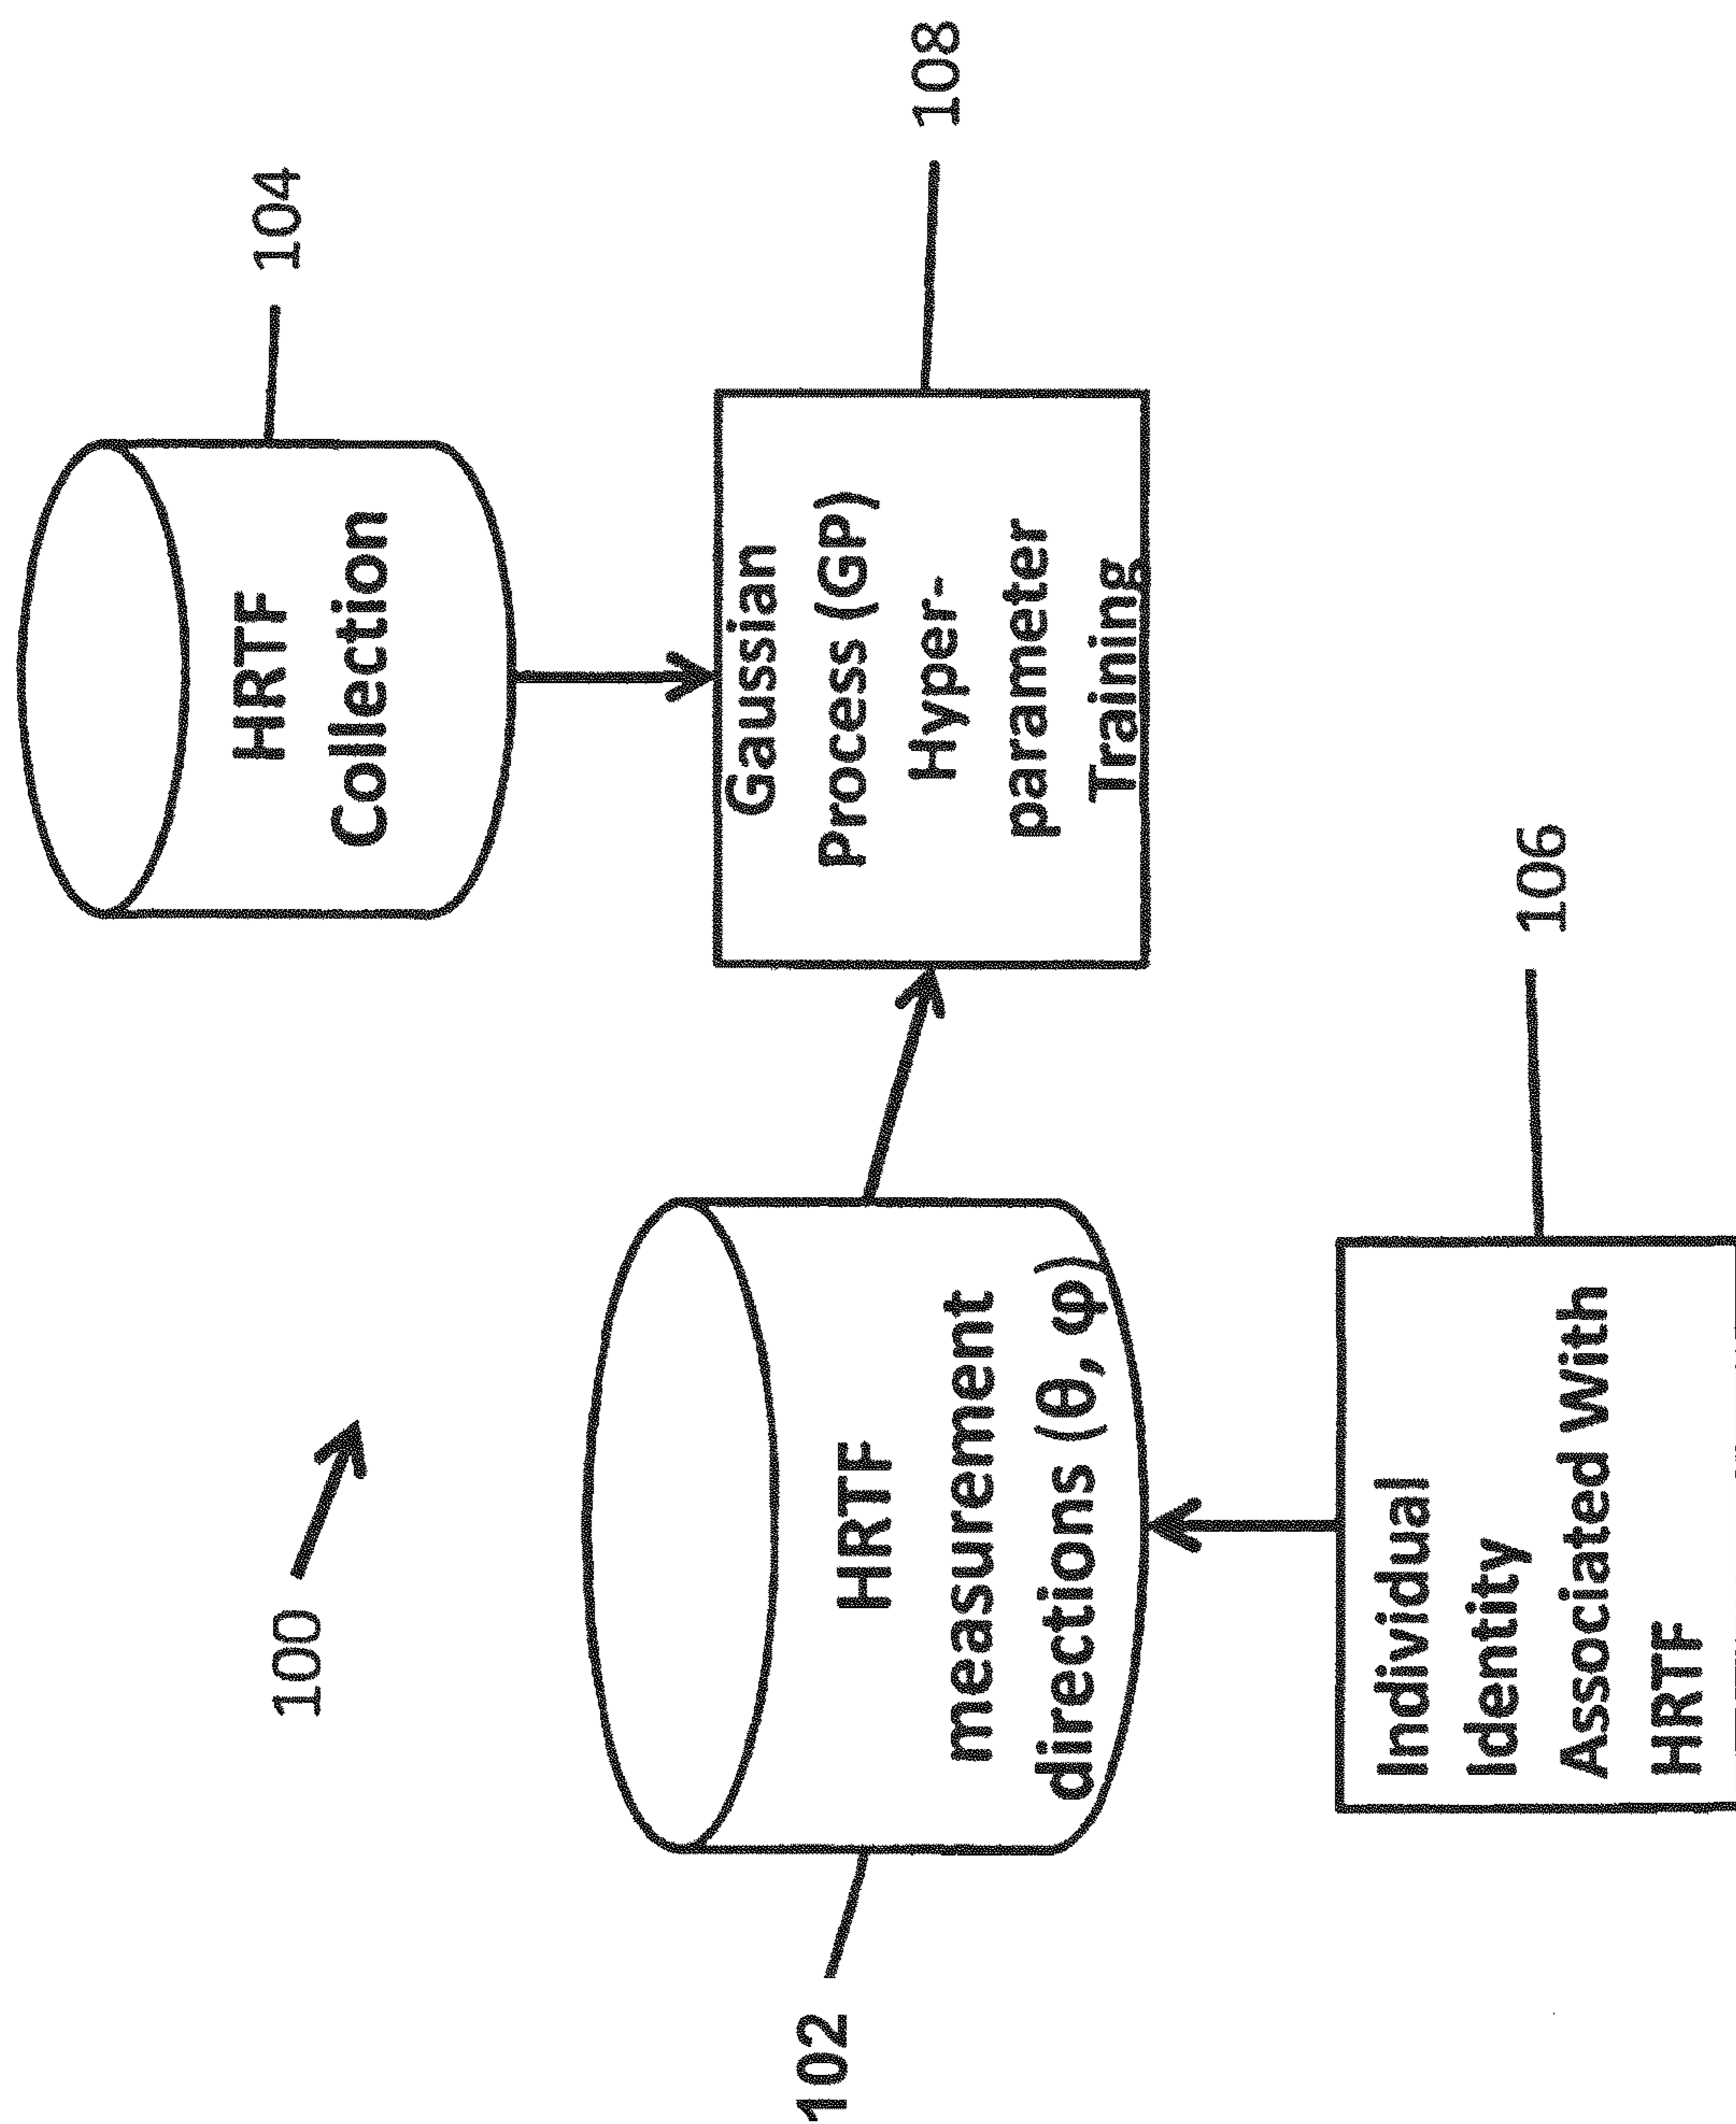 100
104
HRTF
Collection
102
HRTF
measurement
directions (θ, φ)
108
Gaussian
Process (GP)
Hyper-
parameter
Training
106
Individual
Identity
Associated With
HRTF